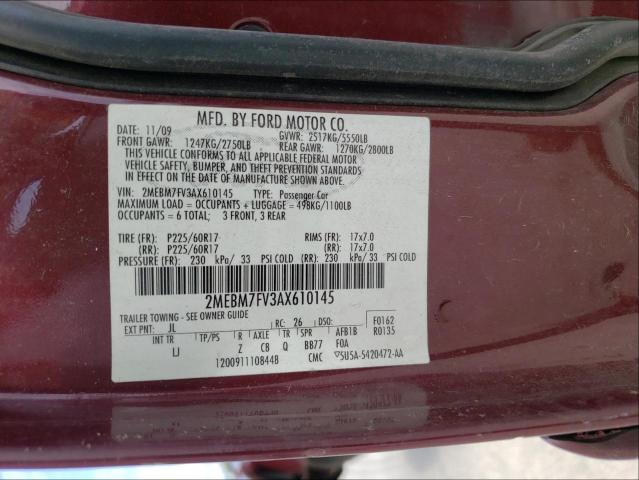 MFD. BY FORD MOTOR CO.
DATE: 11/09 GVWR: 2517KG/5550LB
FRONT GAWR: 1247KG/2750LB REAR GAWR: 1270KG/2800LB
THIS VEHICLE CONFORMS TO ALL APPLICABLE FEDERAL MOTOR
VEHICLE SAFETY, BUMPER, AND THEFT PREVENTION STANDARDS
IN EFFECT ON THE DATE OF MANUFACTURE SHOWN ABOVE.
VIN: 2MEBM7FV3AX610145 TYPE: Passenger Car
MAXIMUM LOAD = OCCUPANTS + LUGGAGE = 498KG/1100LB
OCCUPANTS = 6 TOTAL; 3 FRONT, 3 REAR
TIRE (FR): P225/60R17 RIMS (FR): 17x7.0
(RR): P225/60R17 (RR): 17x7.0
PRESSURE (FR): 230 kPa/ 33 PSI COLD (RR): 230 kPa/ 33 PSI COLD
2MEBM7FV3AX610145
TRAILER TOWING - SEE OWNER GUIDE
EXT PNT: JL RC: 26 DSO: F0162
INT TR TP/PS R AXLE TR SPR AFB1B R0135
LJ Z CB Q BB77 FOA
12009111 0844B CMC 5U5A-5420472-AA